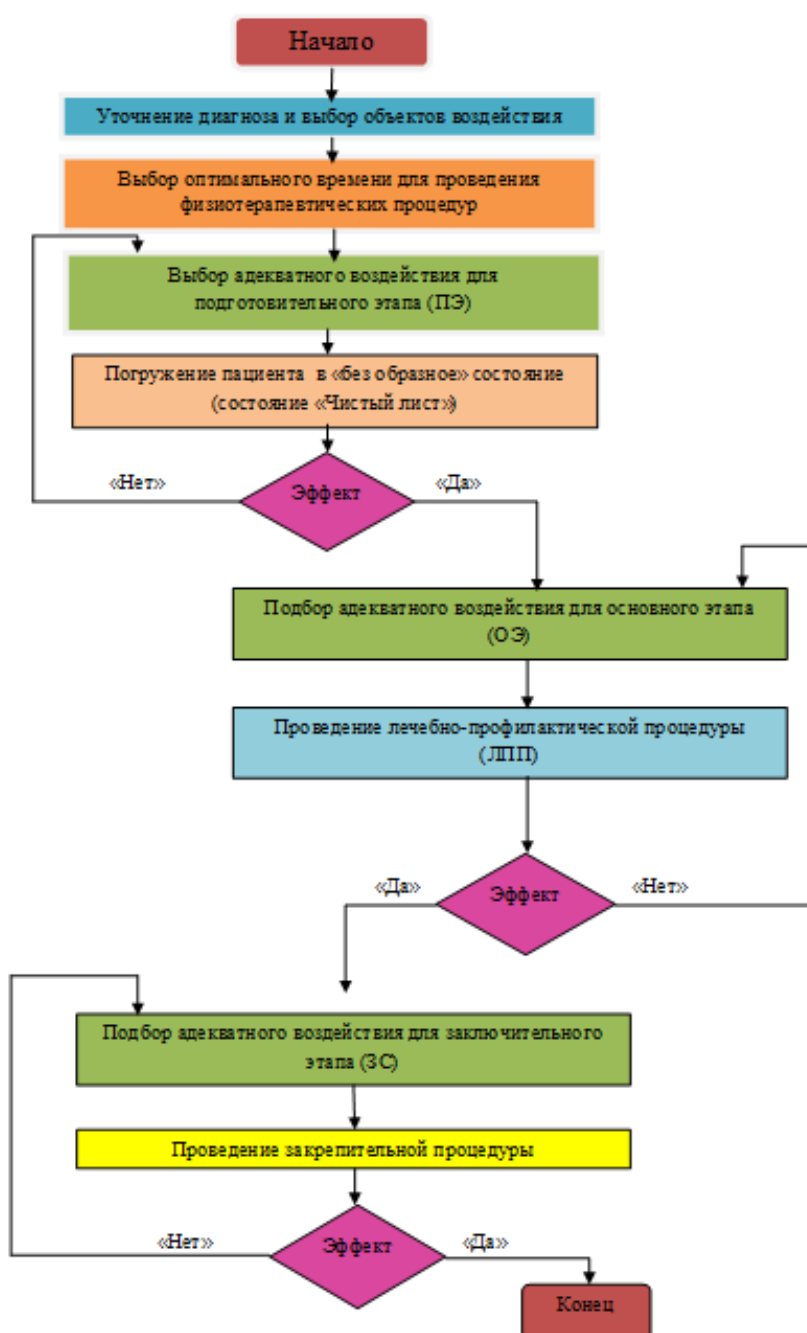 Начало
Уточнение диагноза и выбор объектов воздействия
Выбор оптимального времени для проведения
физиотерапевтических процедур
Выбор адекватного воздействия для
подготовительного этапа (ПЭ)
Погружение пациента в «без образное» состояние
(состояние «Чистый лист»)
«Нет»
Эффект
«Да»
Подбор адекватного воздействия для основного этапа
(ОЭ)
Проведение лечебно-профилактической процедуры
(ЛПП)
«Да»
Эффект
«Нет»
Подбор адекватного воздействия для заключительного
этапа (ЗС)
Проведение закрепительной процедуры
«Нет»
Эффект
«Да»
Конец